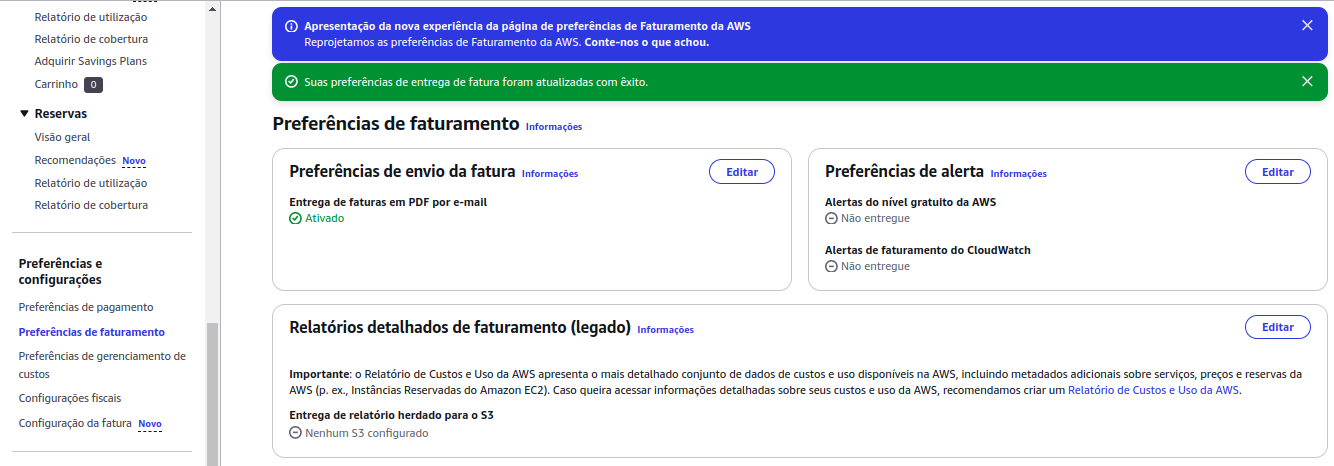 Relatório de utilização
Relatório de cobertura
Adquirir Savings Plans
Carrinho 0
Reservas
Visão geral
Recomendações Novo
Relatório de utilização
Relatório de cobertura
Preferências e
configurações
Preferências de pagamento
Preferências de faturamento
Preferências de gerenciamento de
custos
Configurações fiscais
Configuração da fatura Novo
Apresentação da nova experiência da página de preferências de Faturamento da AWS
Reprojetamos as preferências de Faturamento da AWS. Conte-nos o que achou.
Suas preferências de entrega de fatura foram atualizadas com êxito.
Preferências de faturamento Informações
Preferências de envio da fatura Informações Editar
Entrega de faturas em PDF por e-mail
Ativado
Preferências de alerta Informações Editar
Alertas do nível gratuito da AWS
Não entregue
Alertas de faturamento do CloudWatch
Não entregue
Relatórios detalhados de faturamento (legado) Informações Editar
Importante: o Relatório de Custos e Uso da AWS apresenta o mais detalhado conjunto de dados de custos e uso disponíveis na AWS, incluindo metadados adicionais sobre serviços, preços e reservas da
AWS (p. ex., Instâncias Reservadas do Amazon EC2). Caso queira acessar informações detalhadas sobre seus custos e uso da AWS, recomendamos criar um Relatório de Custos e Uso da AWS.
Entrega de relatório herdado para o S3
Nenhum S3 configurado